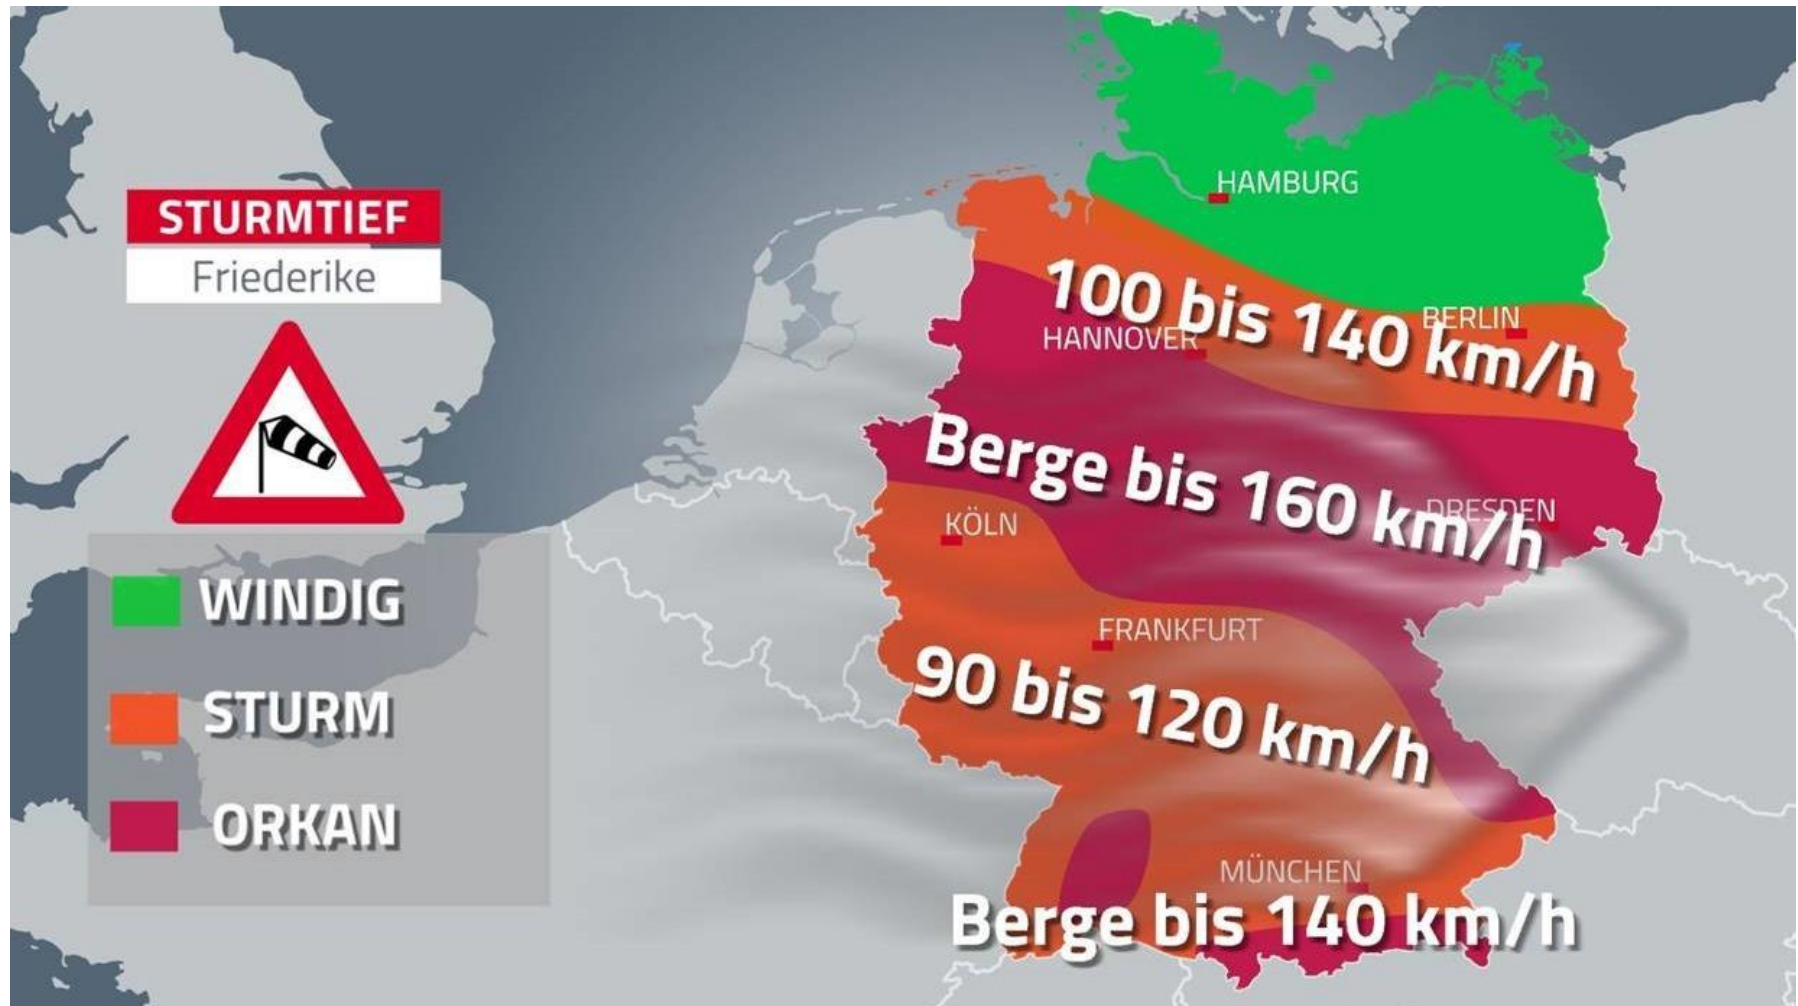 STURMTIEF
Friederike
WINDIG
STURM
ORKAN
HAMBURG
100 bis 140 km/h
BERLIN
HANNOVER
Berge bis 160 km/h
DRESDEN
KÖLN
FRANKFURT
90 bis 120 km/h
MÜNCHEN
Berge bis 140 km/h